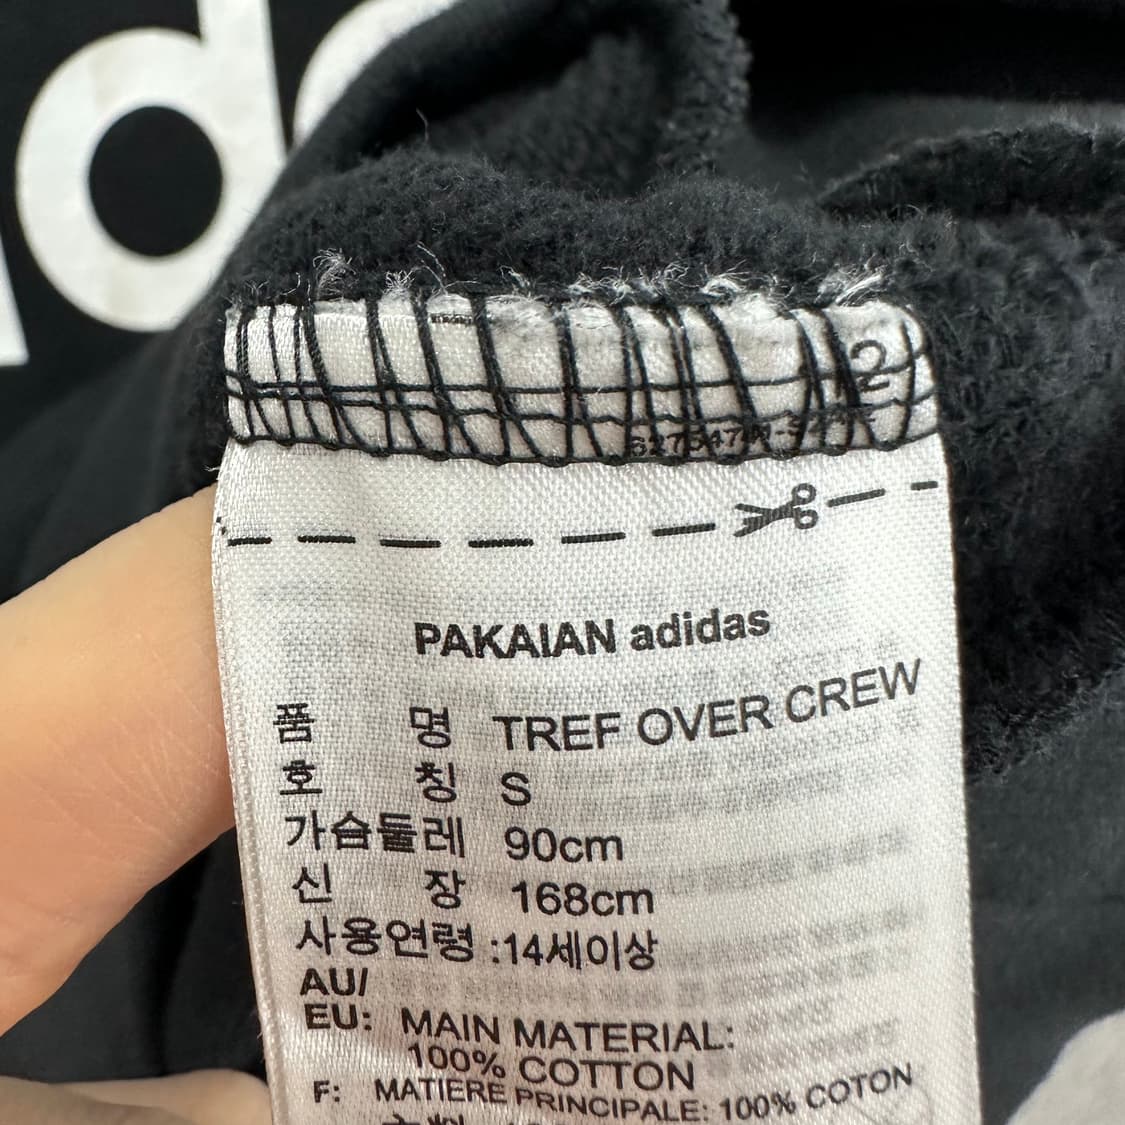 2
PAKAIAN adidas
품 명 TREF OVER CREW
호 칭 S
가슴둘레 90cm
신 장 168cm
사용연령 :14세이상
AU/
EU: MAIN MATERIAL:
100% COTTON
F: MATIERE PRINCIPALE: 100% COTON